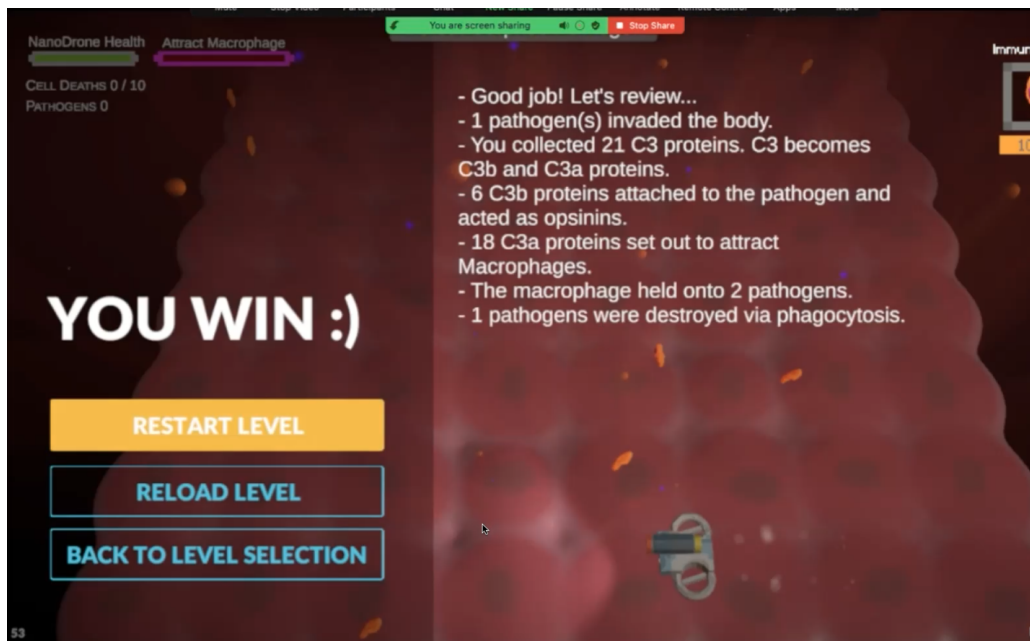 New Share
You are screen sharing
Stop Share
NanoDrone Health
Attract Macrophage
CELL DEATHS 0 / 10
PATHOGENS 0
- Good job! Let's review...
- 1 pathogen(s) invaded the body.
- You collected 21 C3 proteins. C3 becomes
C3b and C3a proteins.
- 6 C3b proteins attached to the pathogen and
acted as opsinins.
- 18 C3a proteins set out to attract
Macrophages.
- The macrophage held onto 2 pathogens.
- 1 pathogens were destroyed via phagocytosis.
YOU WIN :)
RESTART LEVEL
RELOAD LEVEL
BACK TO LEVEL SELECTION
Immun
10
53